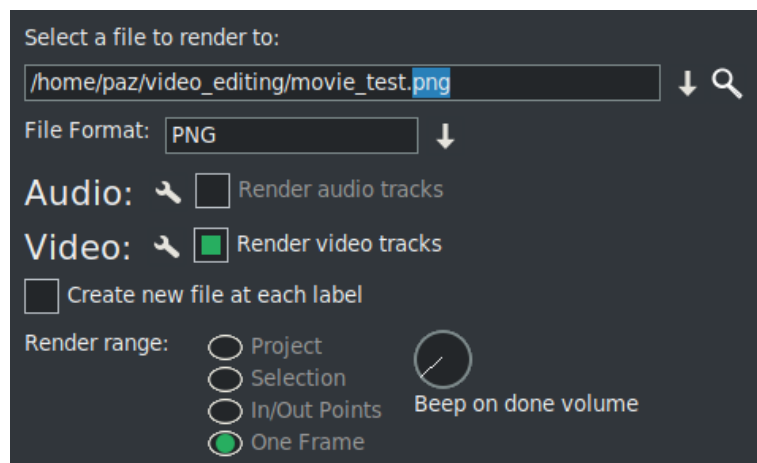 Select a file to render to:
/home/paz/video_editing/movie_test.png
File Format: PNG
Audio: Render audio tracks
Video: Render video tracks
Create new file at each label
Render range:
Project
Selection
In/Out Points
One Frame
Beep on done volume